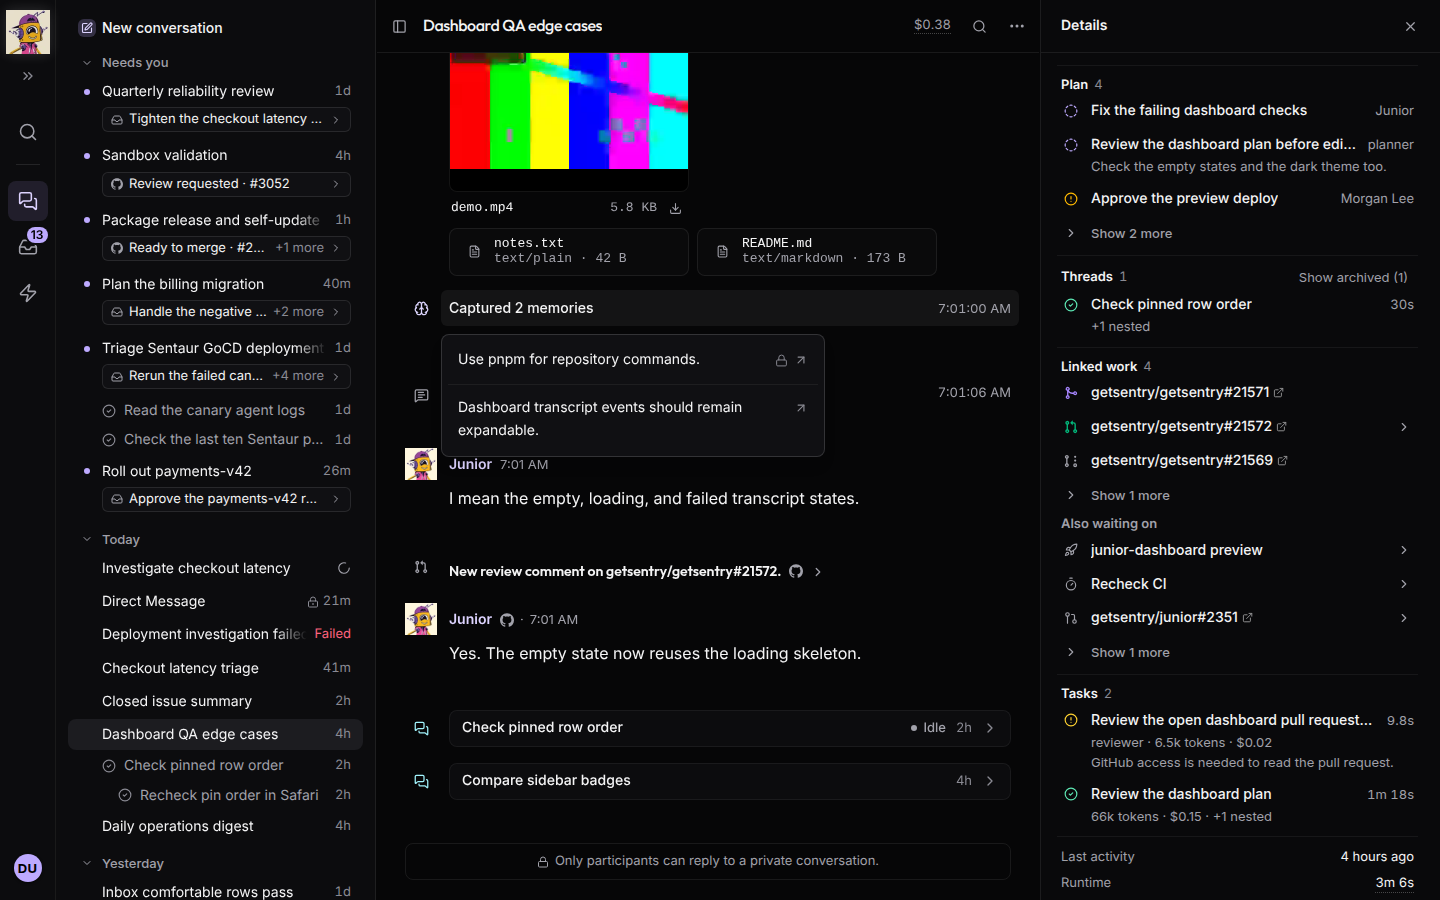 New conversation
Needs you
Quarterly reliability review 1d
Tighten the checkout latency ...
Sandbox validation 4h
Review requested · #3052
Package release and self-update 1h
Ready to merge · #2... +1 more
Plan the billing migration 40m
Handle the negative ... +2 more
Triage Sentaur GoCD deployment 1d
Rerun the failed can... +4 more
Read the canary agent logs 1d
Check the last ten Sentaur p... 1d
Roll out payments-v42 26m
Approve the payments-v42 r...
Today
Investigate checkout latency
Direct Message 21m
Deployment investigation failed Failed
Checkout latency triage 41m
Closed issue summary 2h
Dashboard QA edge cases 4h
Check pinned row order 2h
Recheck pin order in Safari 2h
Daily operations digest 4h
Yesterday
Inbox comfortable rows pass 1d
13
DU
Dashboard QA edge cases $0.38
demo.mp4 5.8 KB
notes.txt
text/plain · 42 B
README.md
text/markdown · 173 B
Captured 2 memories 7:01:00 AM
Use pnpm for repository commands.
Dashboard transcript events should remain
expandable.
7:01:06 AM
Junior 7:01 AM
I mean the empty, loading, and failed transcript states.
New review comment on getsentry/getsentry#21572.
Junior · 7:01 AM
Yes. The empty state now reuses the loading skeleton.
Check pinned row order Idle 2h
Compare sidebar badges 4h
Only participants can reply to a private conversation.
Details
Plan 4
Fix the failing dashboard checks Junior
Review the dashboard plan before edi... planner
Check the empty states and the dark theme too.
Approve the preview deploy Morgan Lee
Show 2 more
Threads 1 Show archived (1)
Check pinned row order 30s
+1 nested
Linked work 4
getsentry/getsentry#21571
getsentry/getsentry#21572
getsentry/getsentry#21569
Show 1 more
Also waiting on
junior-dashboard preview
Recheck CI
getsentry/junior#2351
Show 1 more
Tasks 2
Review the open dashboard pull request... 9.8s
reviewer · 6.5k tokens · $0.02
GitHub access is needed to read the pull request.
Review the dashboard plan 1m 18s
66k tokens · $0.15 · +1 nested
Last activity 4 hours ago
Runtime 3m 6s